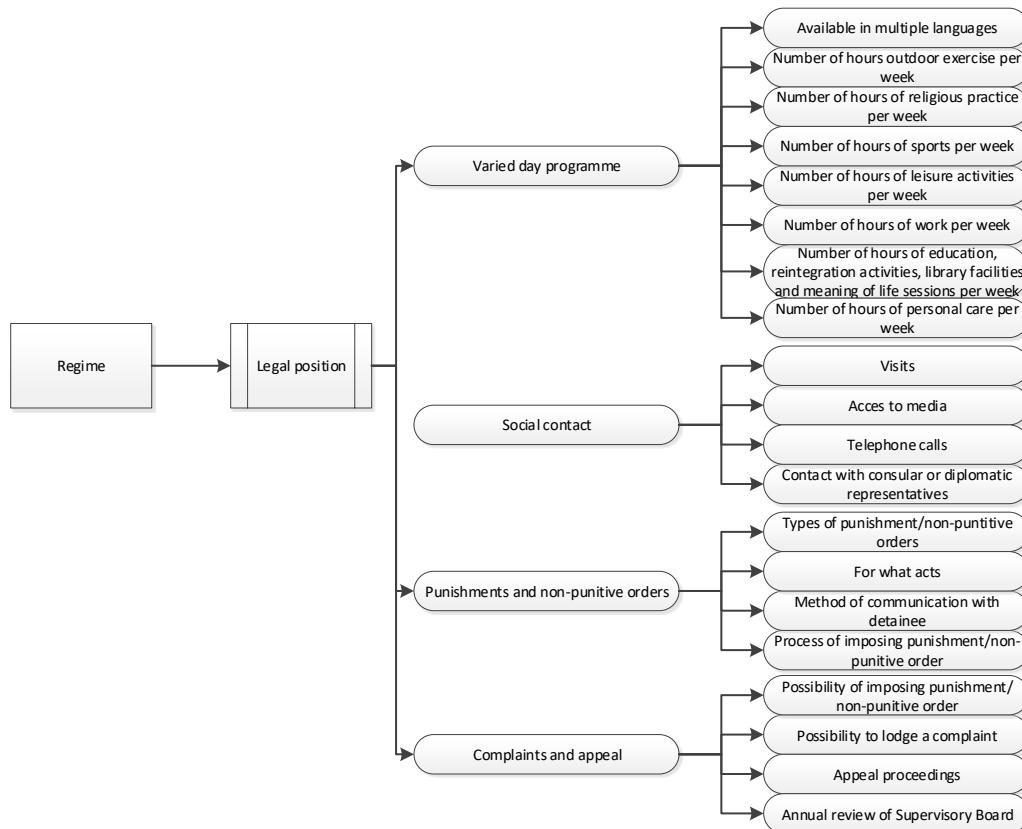 Regime
Legal position
Varied day programme
Available in multiple languages
Number of hours outdoor exercise per
week
Number of hours of religious practice
per week
Number of hours of sports per week
Number of hours of leisure activities
per week
Number of hours of work per week
Number of hours of education,
reintegration activities, library facilities
and meaning of life sessions per week
Number of hours of personal care per
week
Social contact
Visits
Acces to media
Telephone calls
Contact with consular or diplomatic
representatives
Punishments and non-punitive orders
Types of punishment/non-puntitive
orders
For what acts
Method of communication with
detainee
Process of imposing punishment/non-
punitive order
Complaints and appeal
Possibility of imposing punishment/
non-punitive order
Possibility to lodge a complaint
Appeal proceedings
Annual review of Supervisory Board